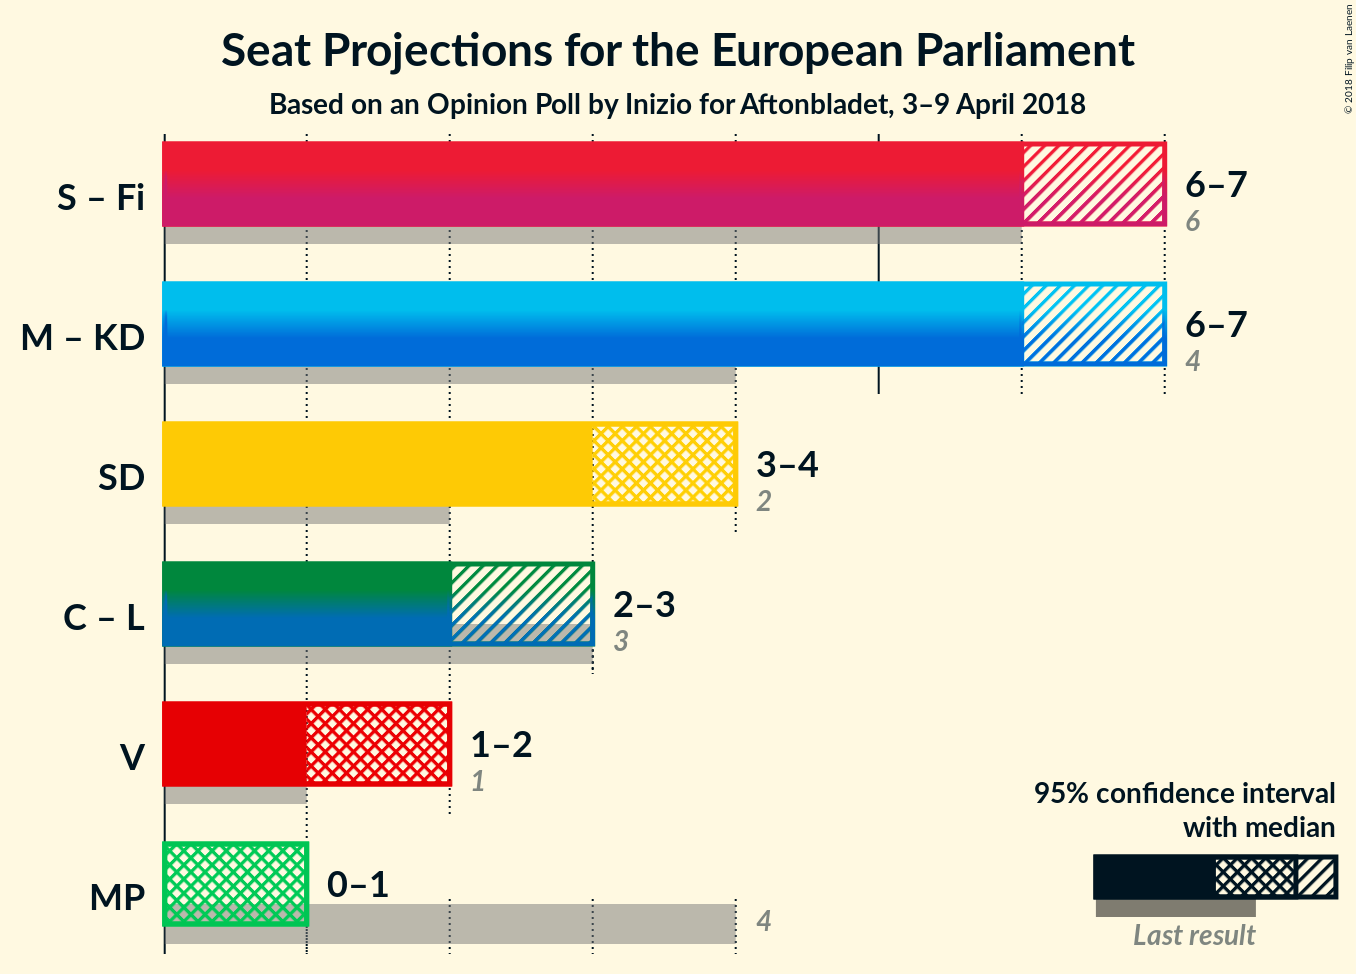 Seat Projections for the European Parliament
Based on an Opinion Poll by Inizio for Aftonbladet, 3–9 April 2018
© 2018 Filip van Laenen
S – Fi
6–7
6
M – KD
6–7
4
SD
3–4
2
C – L
2–3
3
V
1–2
1
MP
0–1
4
95% confidence interval
with median
Last result